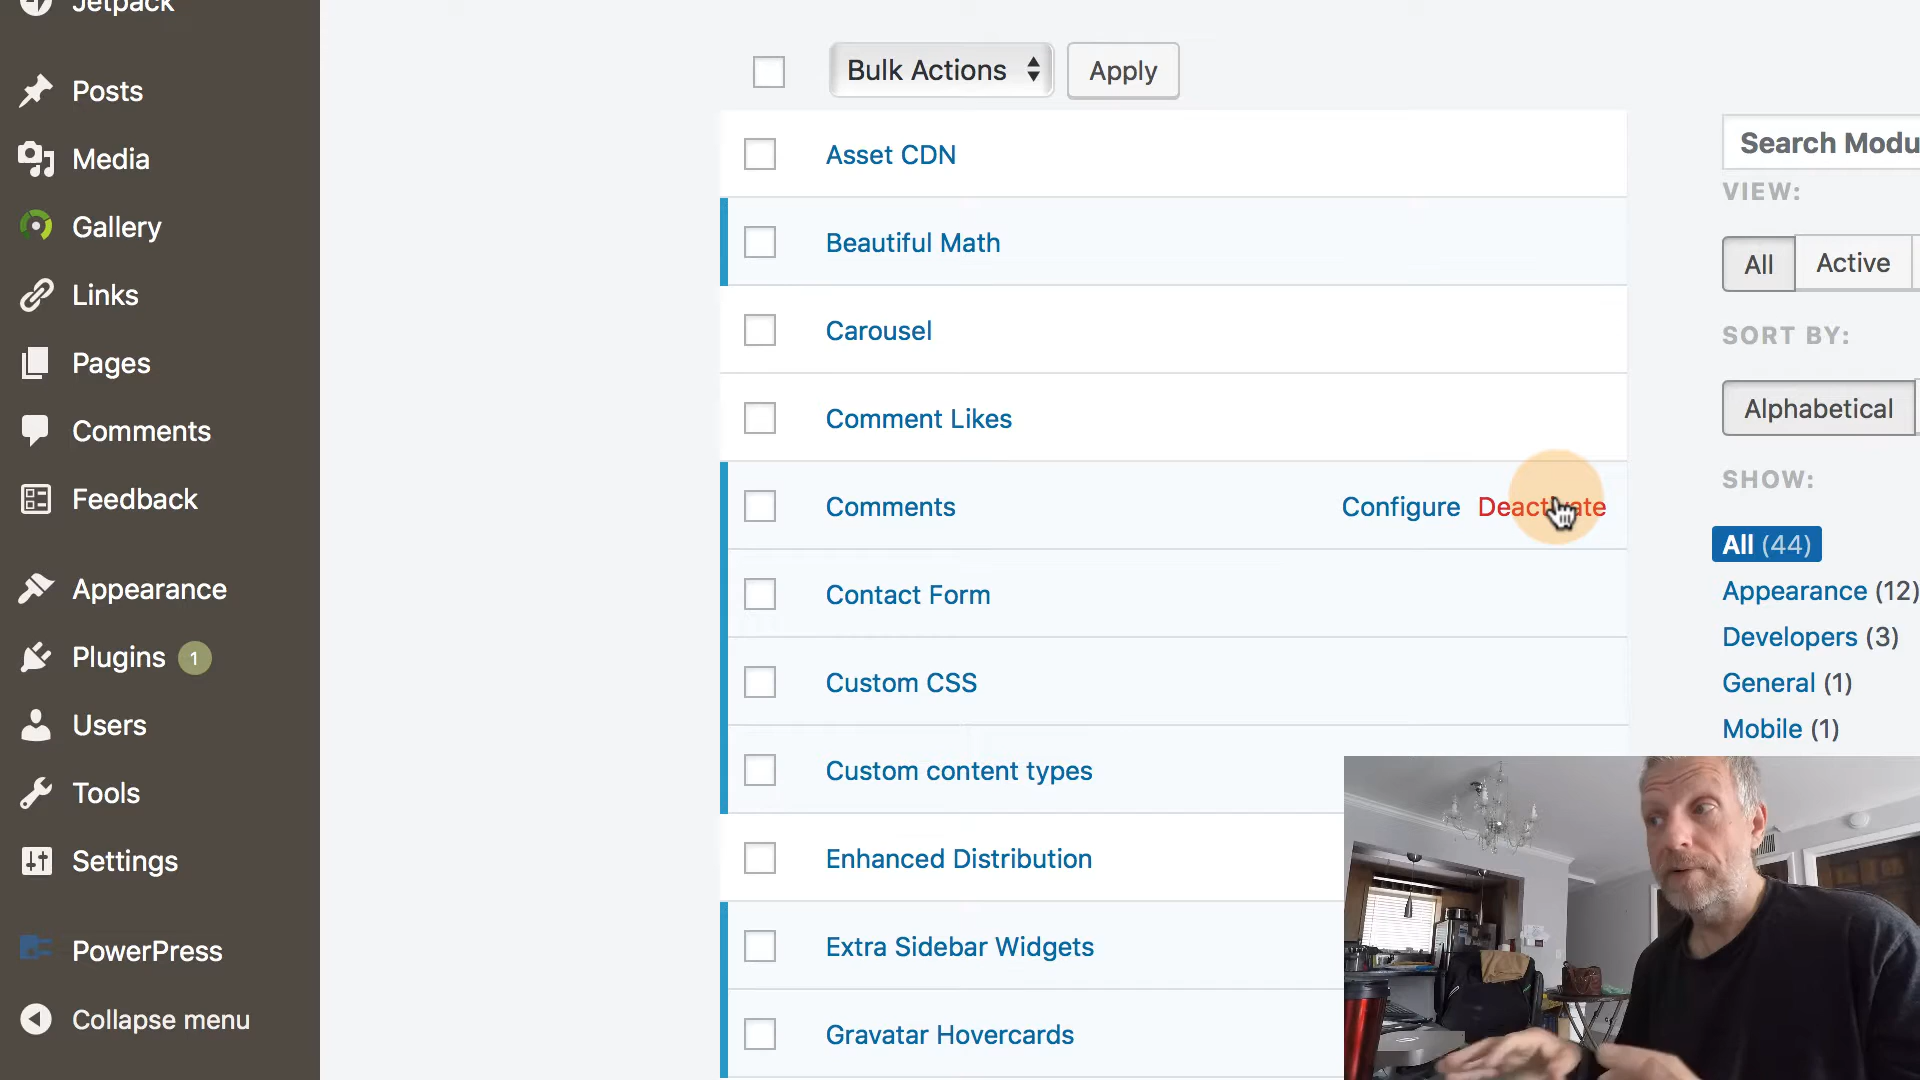 Jetpack
Posts
Media
Gallery
Links
Pages
Comments
Feedback
Appearance
Plugins 1
Users
Tools
Settings
PowerPress
Collapse menu
Bulk Actions Apply
Asset CDN
Beautiful Math
Carousel
Comment Likes
Comments Configure Deactivate
Contact Form
Custom CSS
Custom content types
Enhanced Distribution
Extra Sidebar Widgets
Gravatar Hovercards
Search Modu
VIEW:
All Active
SORT BY:
Alphabetical
SHOW:
All (44)
Appearance (12)
Developers (3)
General (1)
Mobile (1)